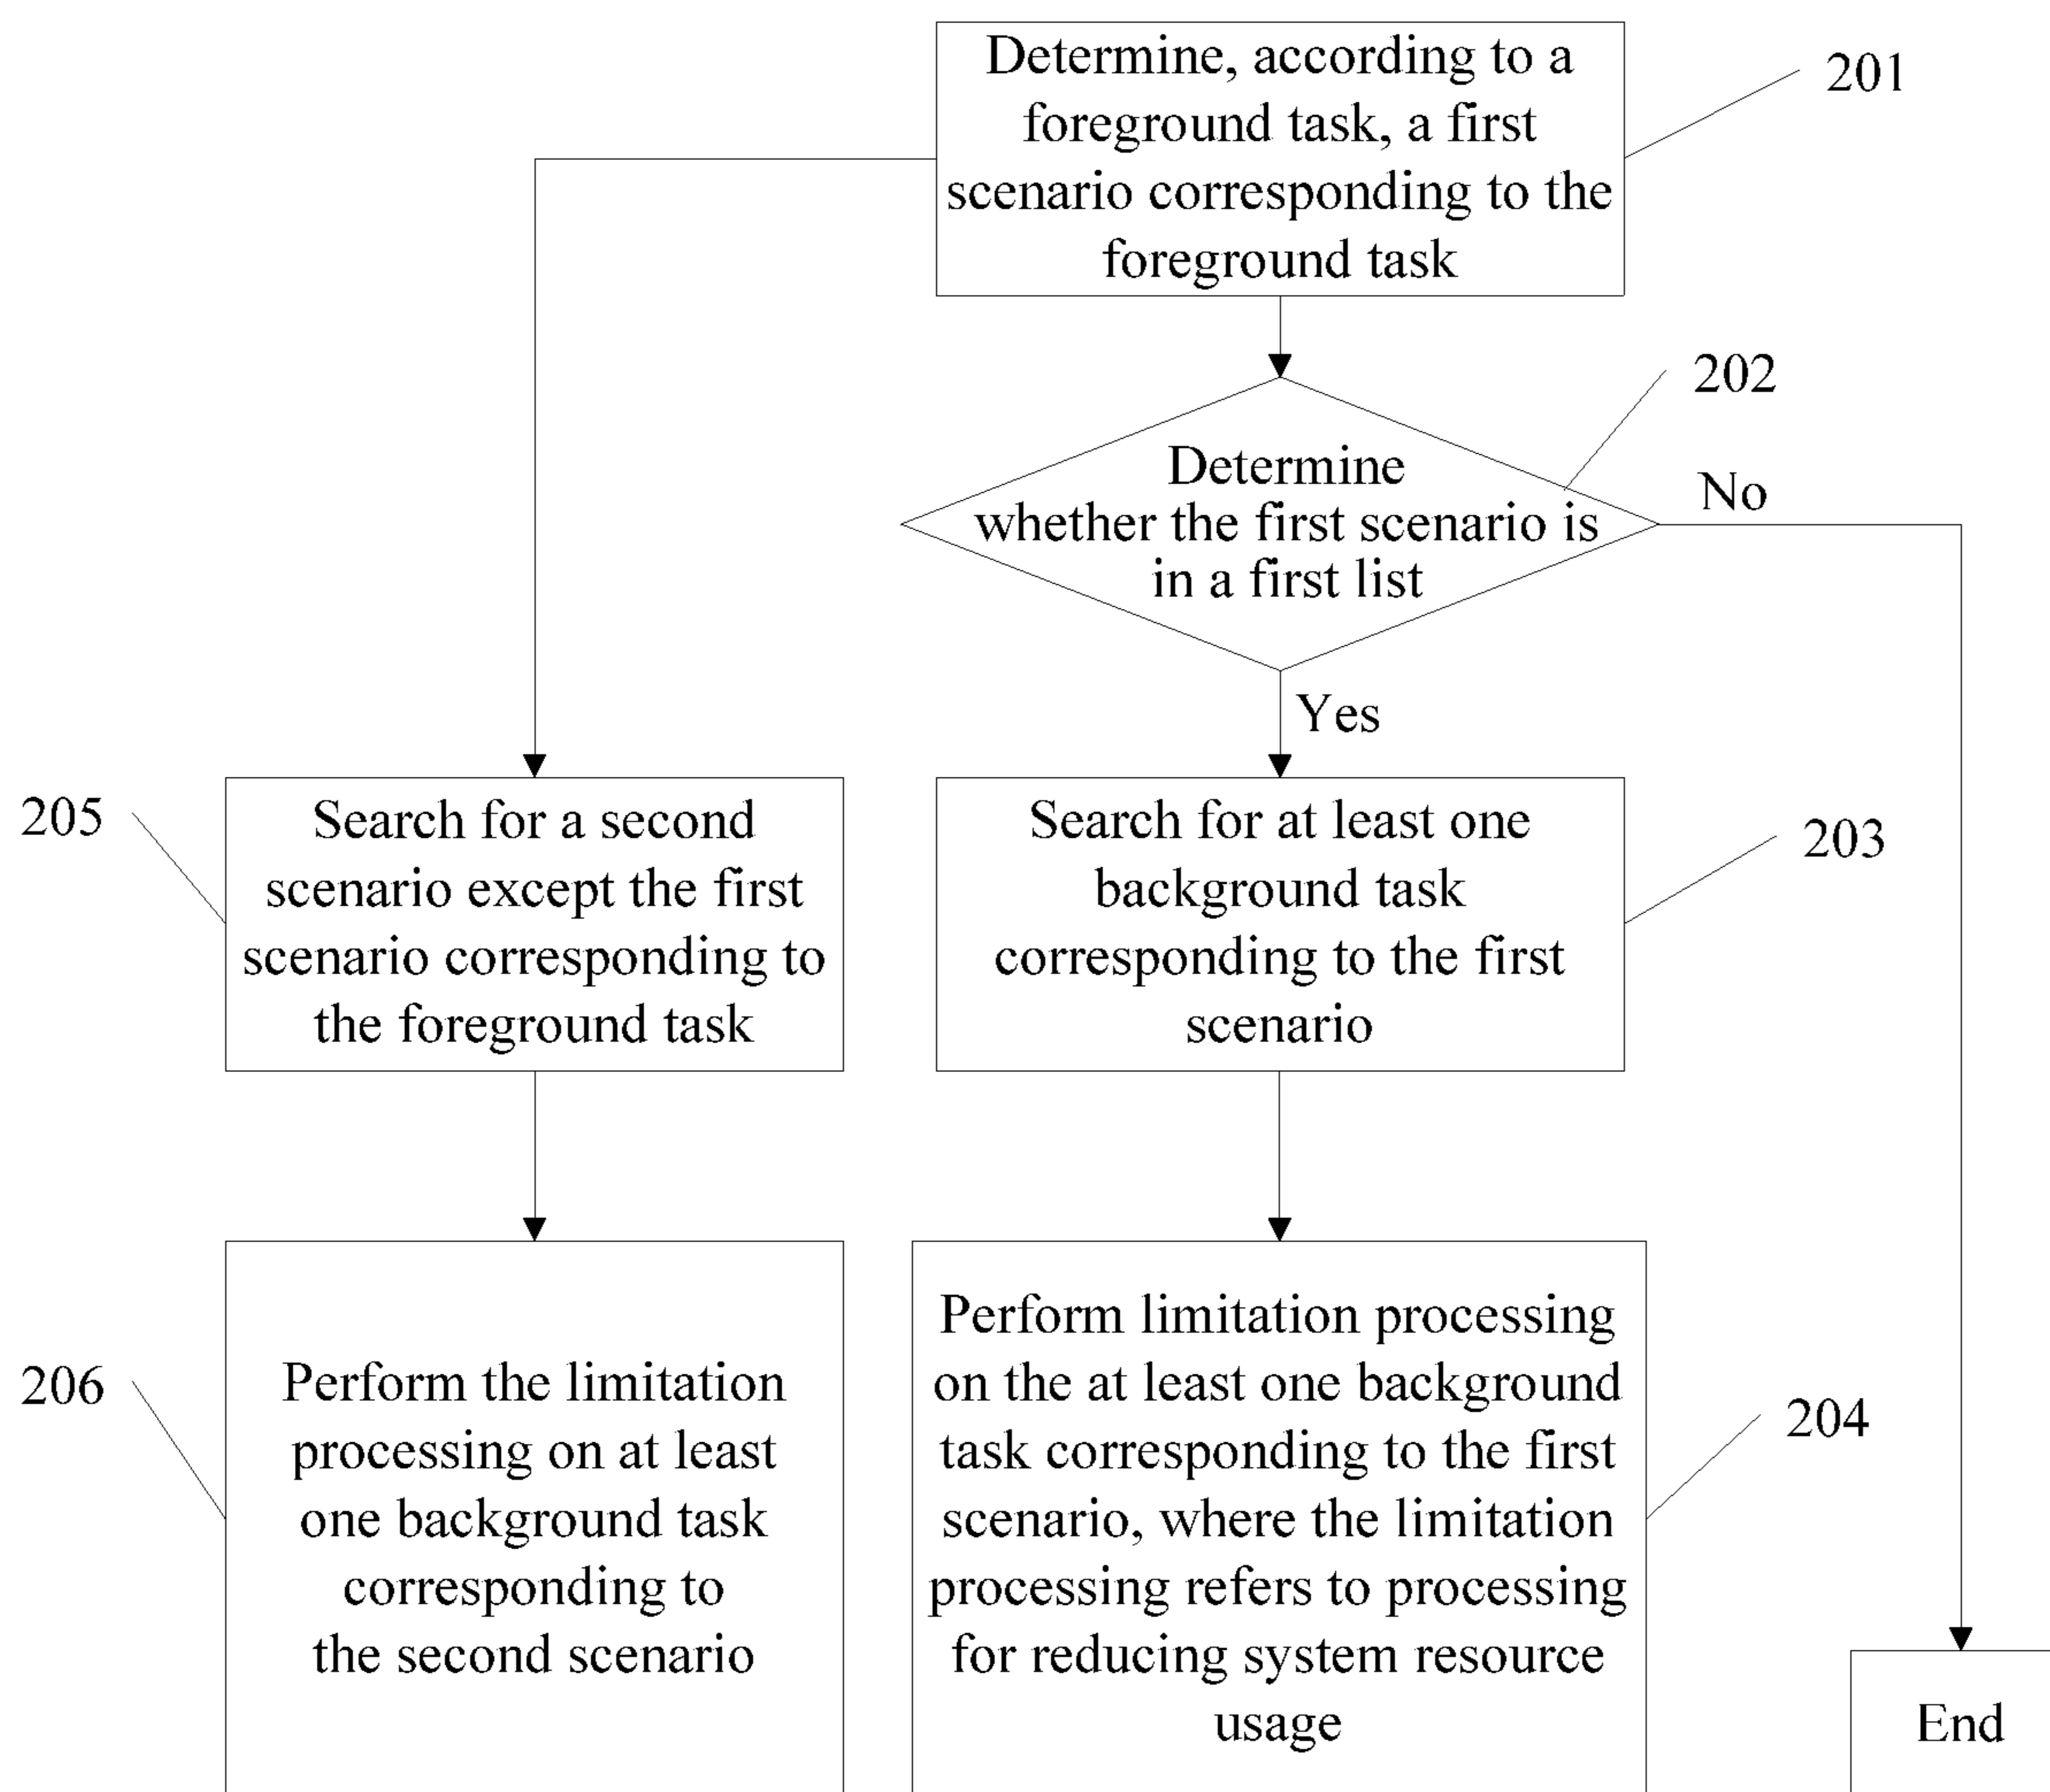 Determine, according to a
foreground task, a first
scenario corresponding to the
foreground task
201
202
Determine
whether the first scenario is
in a first list
No
Yes
205
Search for a second
scenario except the first
scenario corresponding to
the foreground task
Search for at least one
background task
corresponding to the first
scenario
203
206
Perform the limitation
processing on at least
one background task
corresponding to
the second scenario
Perform limitation processing
on the at least one background
task corresponding to the first
scenario, where the limitation
processing refers to processing
for reducing system resource
usage
204
End